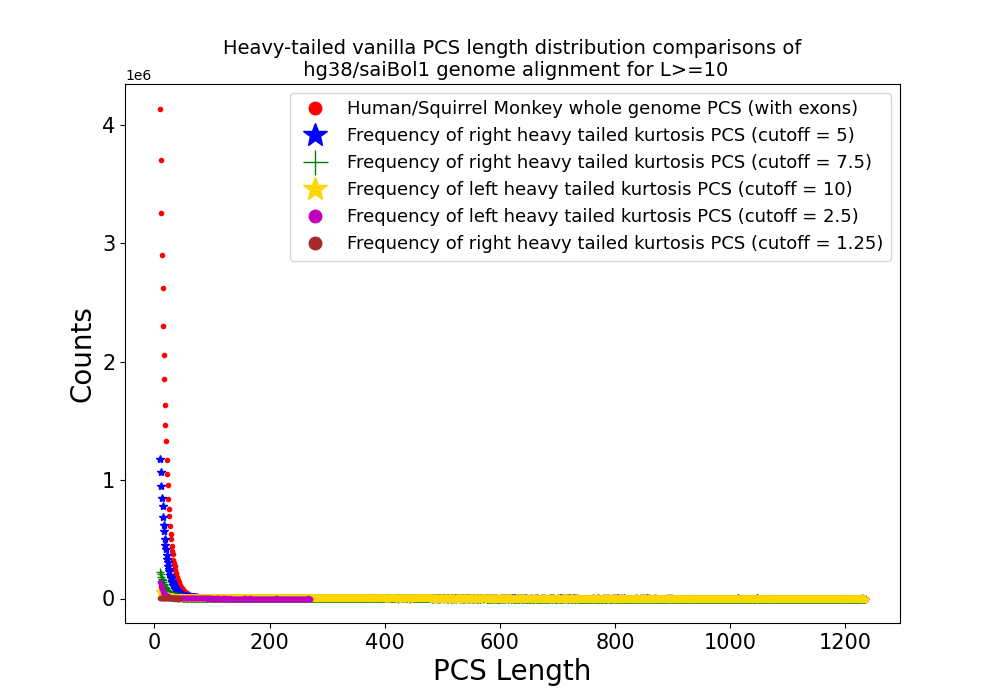 Heavy-tailed vanilla PCS length distribution comparisons of
hg38/saiBol1 genome alignment for L>=10
1e6
Human/Squirrel Monkey whole genome PCS (with exons)
Frequency of right heavy tailed kurtosis PCS (cutoff = 5)
Frequency of right heavy tailed kurtosis PCS (cutoff = 7.5)
Frequency of left heavy tailed kurtosis PCS (cutoff = 10)
Frequency of left heavy tailed kurtosis PCS (cutoff = 2.5)
Frequency of right heavy tailed kurtosis PCS (cutoff = 1.25)
4
3
2
1
0
Counts
0 200 400 600 800 1000 1200
PCS Length